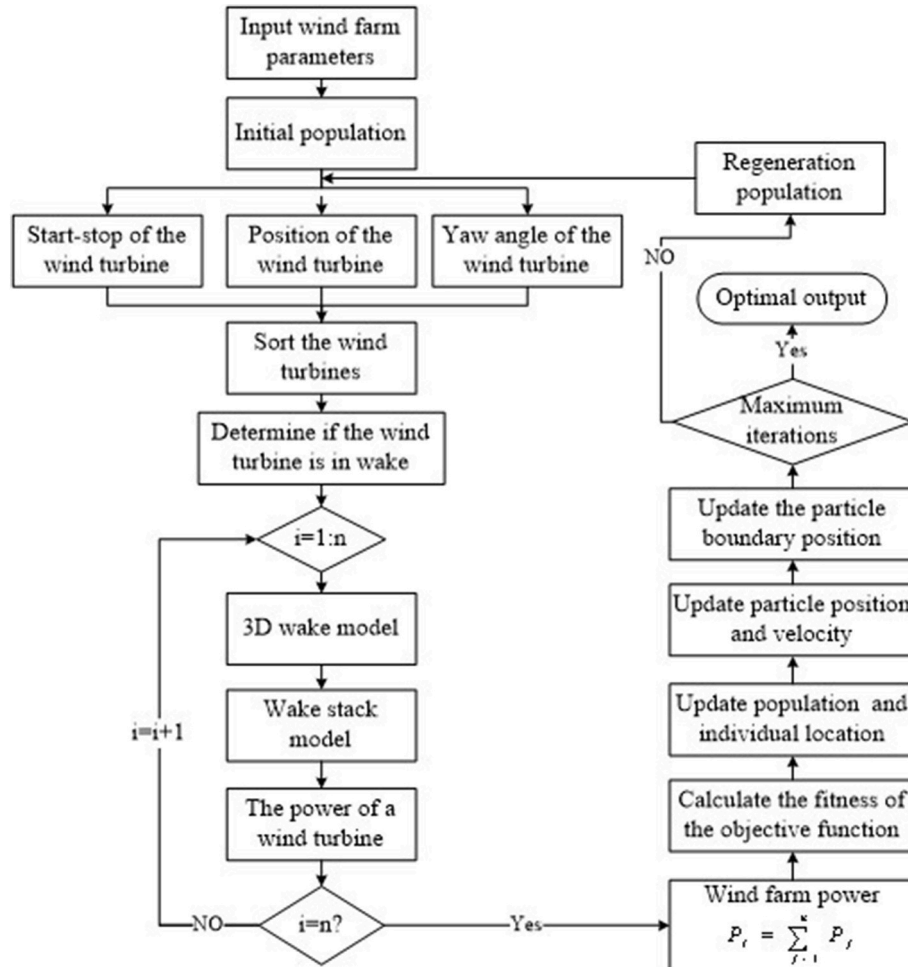 Input wind farm
parameters
Initial population
Start-stop of the
wind turbine
Position of the
wind turbine
Yaw angle of the
wind turbine
Sort the wind
turbines
Determine if the wind
turbine is in wake
i=1:n
3D wake model
Wake stack
model
The power of a
wind turbine
i=i+1
NO
i=n?
Yes
Wind farm power
P_t = ∑_{j-1}^{n} P_j
Calculate the fitness of
the objective function
Update population and
individual location
Update particle position
and velocity
Update the particle
boundary position
Maximum
iterations
Yes
Optimal output
NO
Regeneration
population